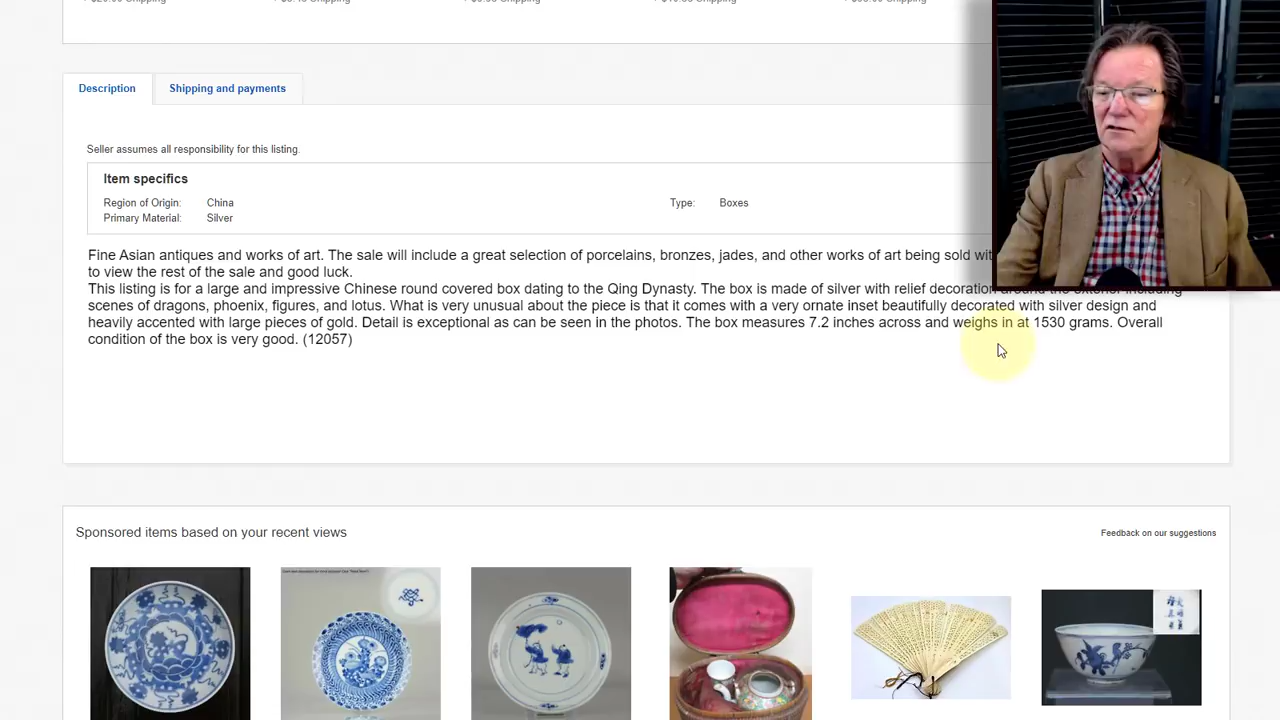 Description
Shipping and payments
Seller assumes all responsibility for this listing.
Item specifics
Region of Origin: China
Type: Boxes
Primary Material: Silver
Fine Asian antiques and works of art. The sale will include a great selection of porcelains, bronzes, jades, and other works of art being sold
to view the rest of the sale and good luck.
This listing is for a large and impressive Chinese round covered box dating to the Qing Dynasty. The box is made of silver with relief decoration around the exterior including
scenes of dragons, phoenix, figures, and lotus. What is very unusual about the piece is that it comes with a very ornate inset beautifully decorated with silver design and
heavily accented with large pieces of gold. Detail is exceptional as can be seen in the photos. The box measures 7.2 inches across and weighs in at 1530 grams. Overall
condition of the box is very good. (12057)
Sponsored items based on your recent views
Feedback on our suggestions